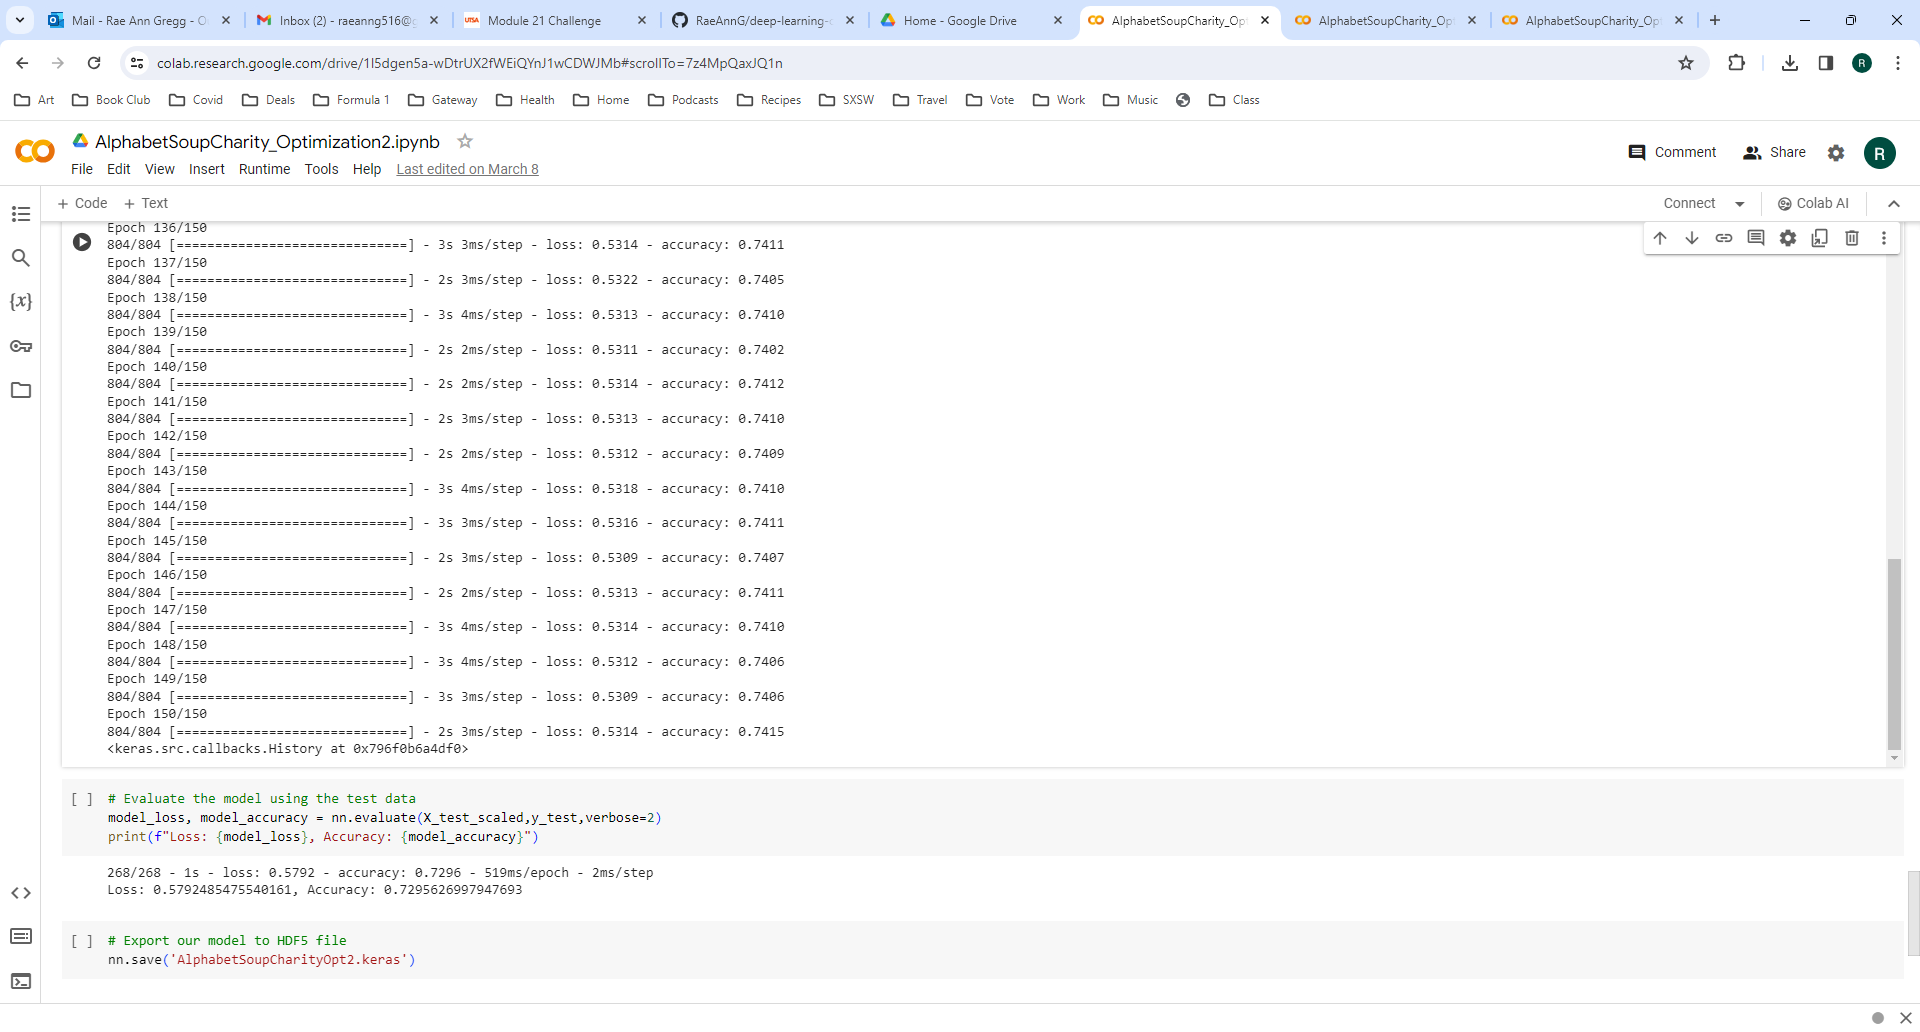 Mail - Rae Ann Gregg - O
Inbox (2) - raeanng516@g
UTSA Module 21 Challenge
RaeAnnG/deep-learning-c
Home - Google Drive
AlphabetSoupCharity_Opt
AlphabetSoupCharity_Opt
AlphabetSoupCharity_Opt
colab.research.google.com/drive/1I5dgen5a-wDtrUX2fWEiQYnJ1wCDWJMb#scrollTo=7z4MpQaxJQ1n
R
Art Book Club Covid Deals Formula 1 Gateway Health Home Podcasts Recipes SXSW Travel Vote Work Music Class
AlphabetSoupCharity_Optimization2.ipynb
Comment Share R
File Edit View Insert Runtime Tools Help Last edited on March 8
+ Code + Text Connect Colab AI
Epoch 136/150
804/804 [==============================] - 3s 3ms/step - loss: 0.5314 - accuracy: 0.7411
Epoch 137/150
804/804 [==============================] - 2s 3ms/step - loss: 0.5322 - accuracy: 0.7405
Epoch 138/150
804/804 [==============================] - 3s 4ms/step - loss: 0.5313 - accuracy: 0.7410
Epoch 139/150
804/804 [==============================] - 2s 2ms/step - loss: 0.5311 - accuracy: 0.7402
Epoch 140/150
804/804 [==============================] - 2s 2ms/step - loss: 0.5314 - accuracy: 0.7412
Epoch 141/150
804/804 [==============================] - 2s 3ms/step - loss: 0.5313 - accuracy: 0.7410
Epoch 142/150
804/804 [==============================] - 2s 2ms/step - loss: 0.5312 - accuracy: 0.7409
Epoch 143/150
804/804 [==============================] - 3s 4ms/step - loss: 0.5318 - accuracy: 0.7410
Epoch 144/150
804/804 [==============================] - 3s 3ms/step - loss: 0.5316 - accuracy: 0.7411
Epoch 145/150
804/804 [==============================] - 2s 3ms/step - loss: 0.5309 - accuracy: 0.7407
Epoch 146/150
804/804 [==============================] - 2s 2ms/step - loss: 0.5313 - accuracy: 0.7411
Epoch 147/150
804/804 [==============================] - 3s 4ms/step - loss: 0.5314 - accuracy: 0.7410
Epoch 148/150
804/804 [==============================] - 3s 4ms/step - loss: 0.5312 - accuracy: 0.7406
Epoch 149/150
804/804 [==============================] - 3s 3ms/step - loss: 0.5309 - accuracy: 0.7406
Epoch 150/150
804/804 [==============================] - 2s 3ms/step - loss: 0.5314 - accuracy: 0.7415
<keras.src.callbacks.History at 0x796f0b6a4df0>
[ ] # Evaluate the model using the test data
model_loss, model_accuracy = nn.evaluate(X_test_scaled,y_test,verbose=2)
print(f"Loss: {model_loss}, Accuracy: {model_accuracy}")
268/268 - 1s - loss: 0.5792 - accuracy: 0.7296 - 519ms/epoch - 2ms/step
Loss: 0.5792485475540161, Accuracy: 0.7295626997947693
[ ] # Export our model to HDF5 file
nn.save('AlphabetSoupCharityOpt2.keras')